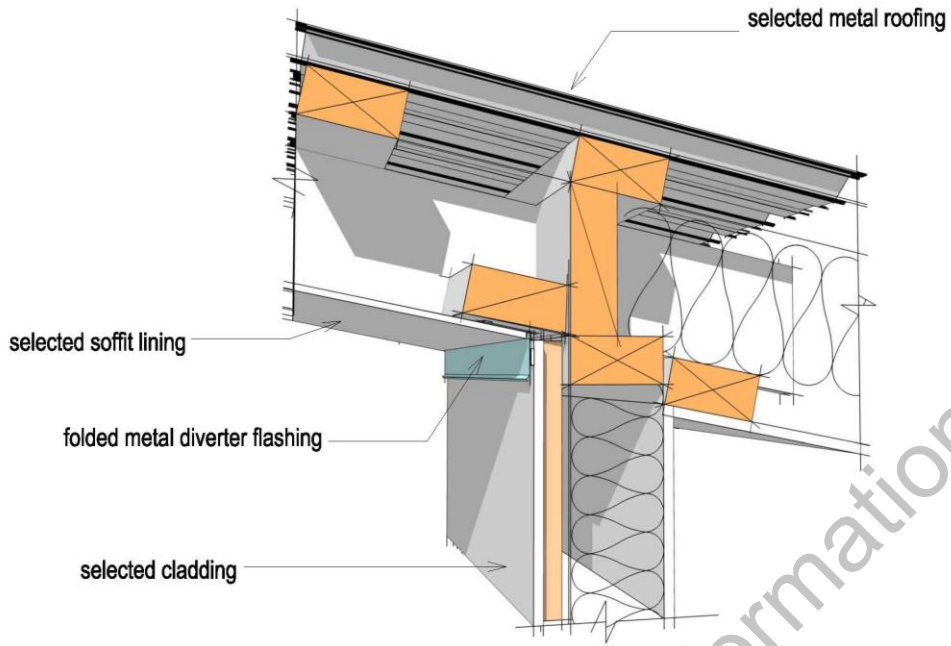 selected metal roofing
selected soffit lining
folded metal diverter flashing
selected cladding